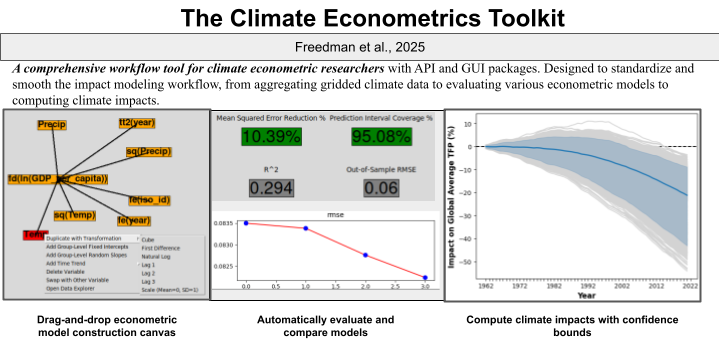 The Climate Econometrics Toolkit
Freedman et al., 2025
A comprehensive workflow tool for climate econometric researchers with API and GUI packages. Designed to standardize and
smooth the impact modeling workflow, from aggregating gridded climate data to evaluating various econometric models to
computing climate impacts.
Precip
tt2(year)
sq(Precip)
fd(ln(GDP_per_capita))
fe(iso_id)
sq(Temp)
fe(year)
Temp
Duplicate with Transformation
Add Group-Level Fixed Intercepts
Add Group-Level Random Slopes
Add Time Trend
Delete Variable
Swap with Other Variable
Open Data Explorer
Cube
First Difference
Natural Log
Lag 1
Lag 2
Lag 3
Scale (Mean=0, SD=1)
Drag-and-drop econometric
model construction canvas
Mean Squared Error Reduction % Prediction Interval Coverage %
10.39% 95.08%
R^2 Out-of-Sample RMSE
0.294 0.06
rmse
0.0835
0.0830
0.0825
0.0 0.5 1.0 1.5 2.0 2.5 3.0
Automatically evaluate and
compare models
Impact on Global Average TFP (%)
10
0
−10
−20
−30
−40
−50
1962 1972 1982 1992 2002 2012 2022
Year
Compute climate impacts with confidence
bounds